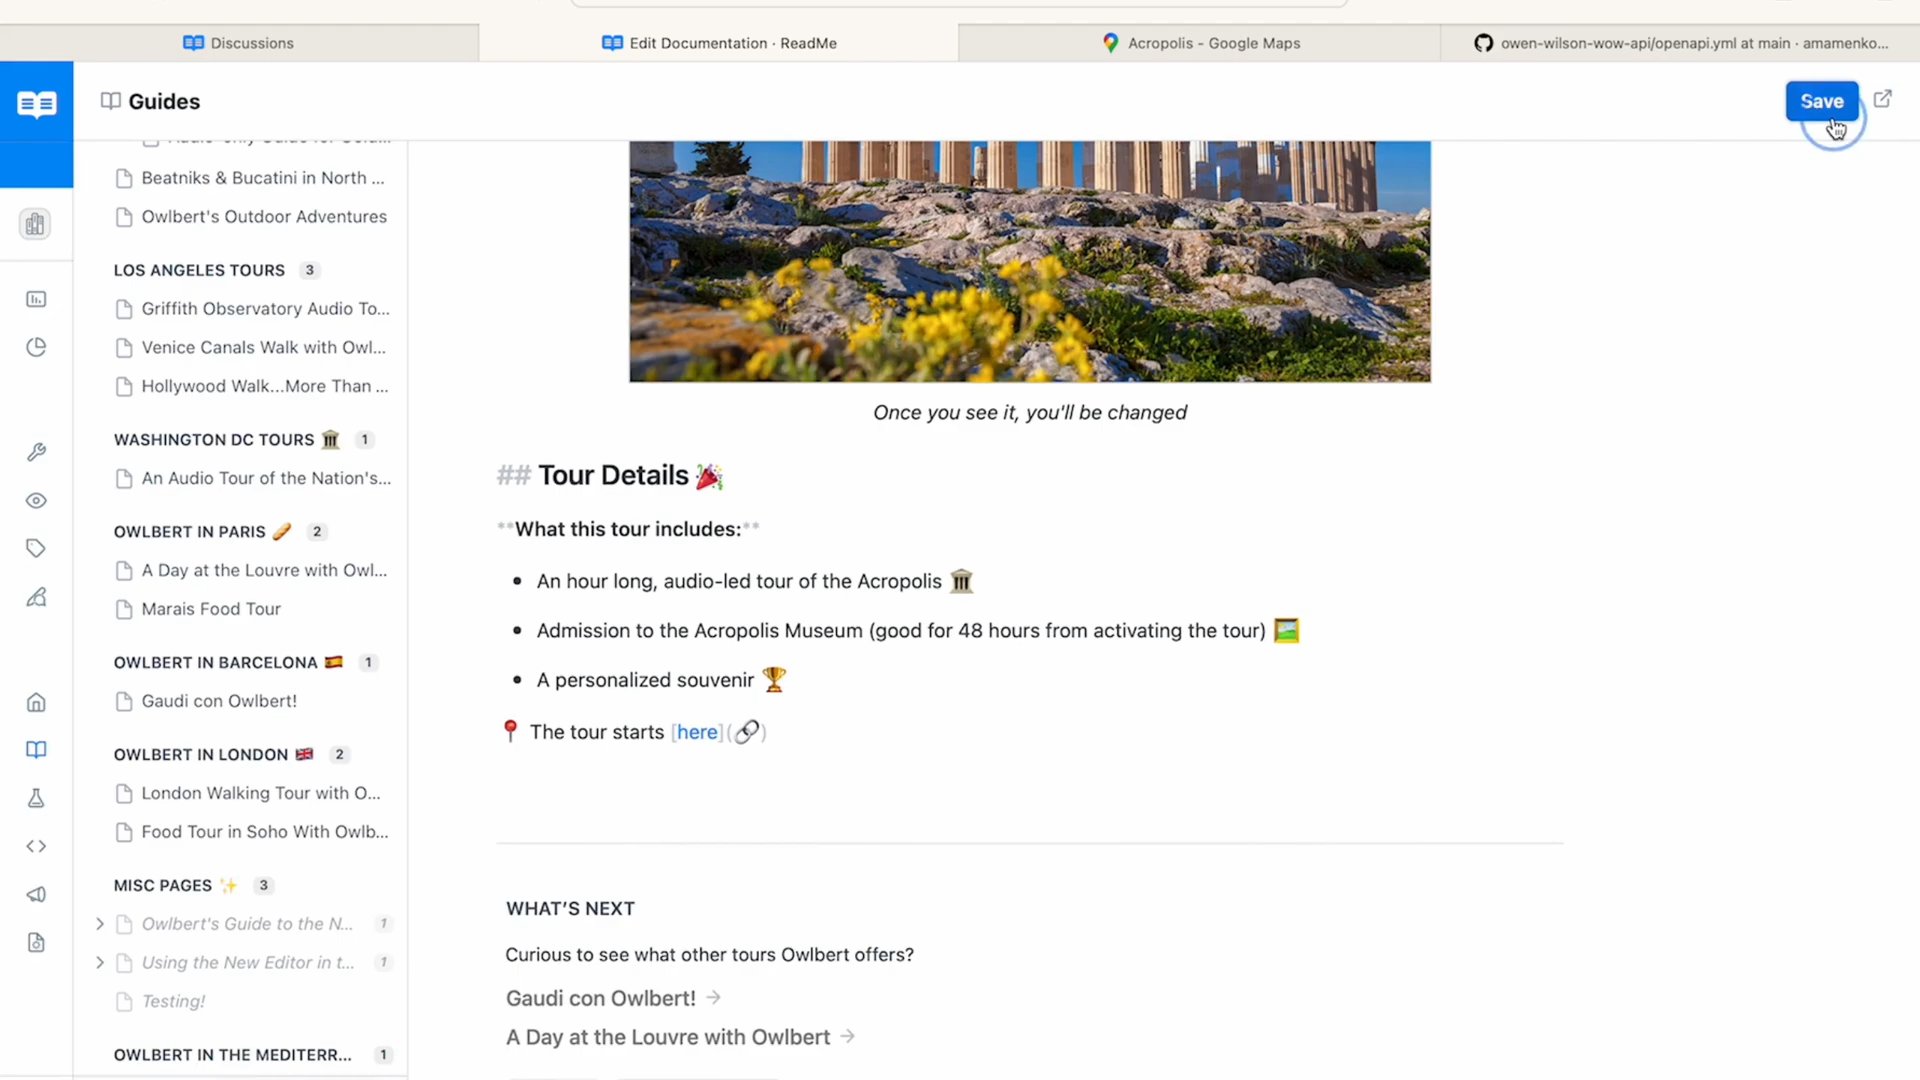 Discussions
Edit Documentation · ReadMe
Acropolis - Google Maps
owen-wilson-wow-api/openapi.yml at main · amamenko...
Guides
Save
Beatniks & Bucatini in North ...
Owlbert's Outdoor Adventures
LOS ANGELES TOURS 3
Griffith Observatory Audio To...
Venice Canals Walk with Owl...
Hollywood Walk...More Than ...
WASHINGTON DC TOURS 🏛️ 1
An Audio Tour of the Nation's...
OWLBERT IN PARIS 🥖 2
A Day at the Louvre with Owl...
Marais Food Tour
OWLBERT IN BARCELONA 🇪🇸 1
Gaudi con Owlbert!
OWLBERT IN LONDON 🇬🇧 2
London Walking Tour with O...
Food Tour in Soho With Owlb...
MISC PAGES ✨ 3
Owlbert's Guide to the N... 1
Using the New Editor in t... 1
Testing!
OWLBERT IN THE MEDITERR... 1
Once you see it, you'll be changed
## Tour Details 🎉
**What this tour includes:**
• An hour long, audio-led tour of the Acropolis 🏛️
• Admission to the Acropolis Museum (good for 48 hours from activating the tour) 🖼️
• A personalized souvenir 🏆
📍 The tour starts [here](🔗)
WHAT'S NEXT
Curious to see what other tours Owlbert offers?
Gaudi con Owlbert! →
A Day at the Louvre with Owlbert →